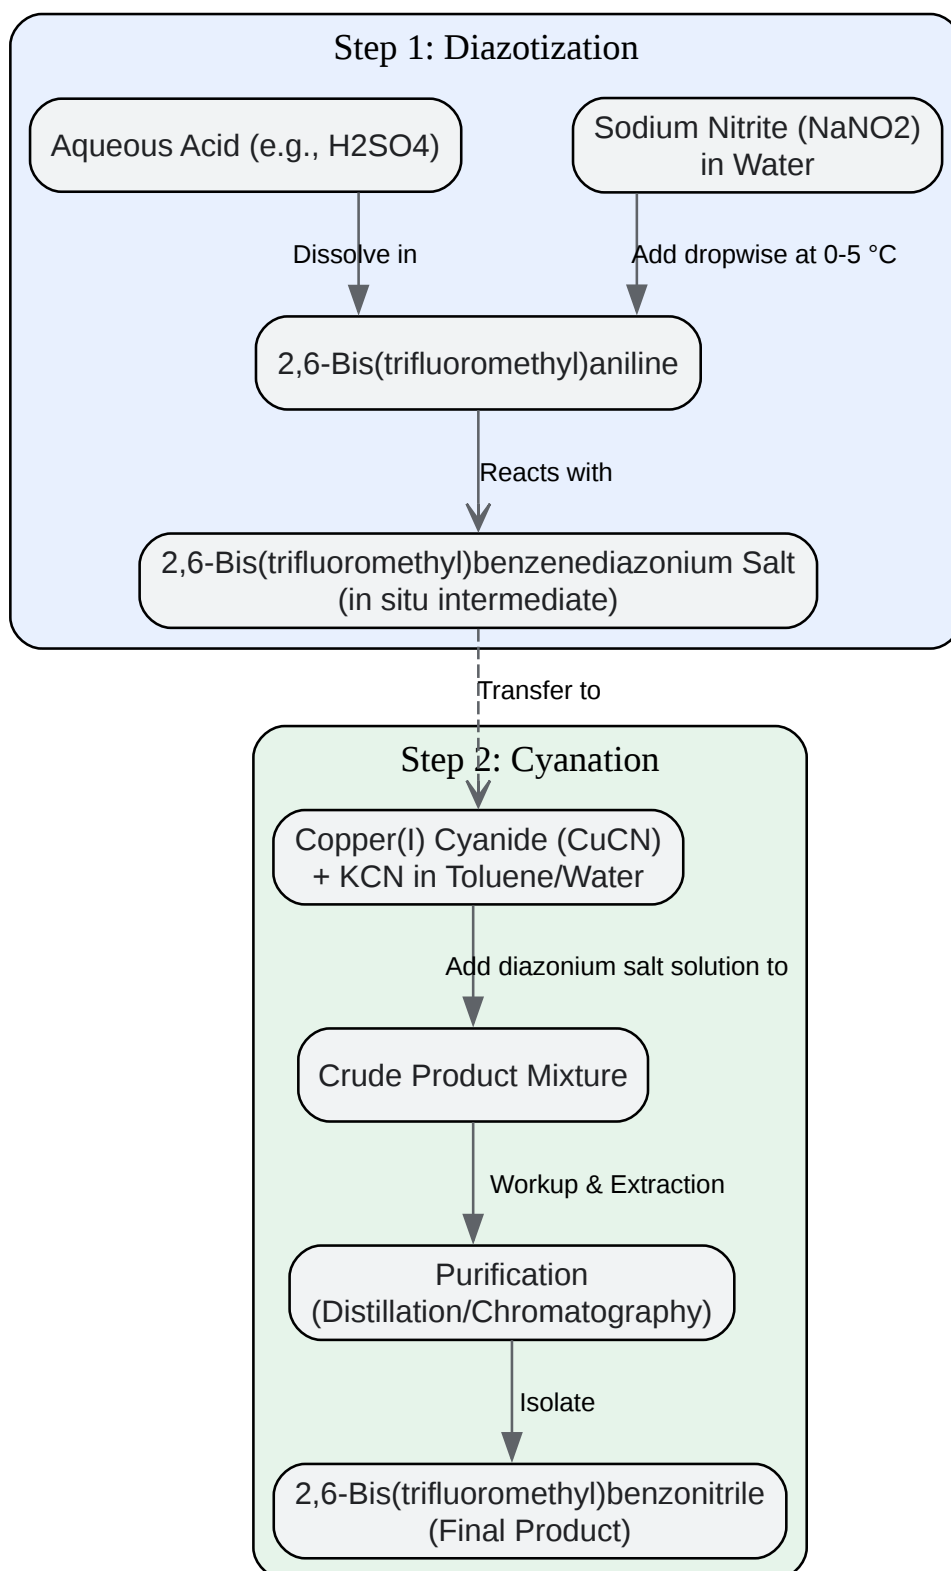 Step 1: Diazotization
Aqueous Acid (e.g., H2SO4)
Sodium Nitrite (NaNO2)
in Water
Dissolve in
Add dropwise at 0-5 °C
2,6-Bis(trifluoromethyl)aniline
Reacts with
2,6-Bis(trifluoromethyl)benzenediazonium Salt
(in situ intermediate)
Transfer to
Step 2: Cyanation
Copper(I) Cyanide (CuCN)
+ KCN in Toluene/Water
Add diazonium salt solution to
Crude Product Mixture
Workup & Extraction
Purification
(Distillation/Chromatography)
Isolate
2,6-Bis(trifluoromethyl)benzonitrile
(Final Product)